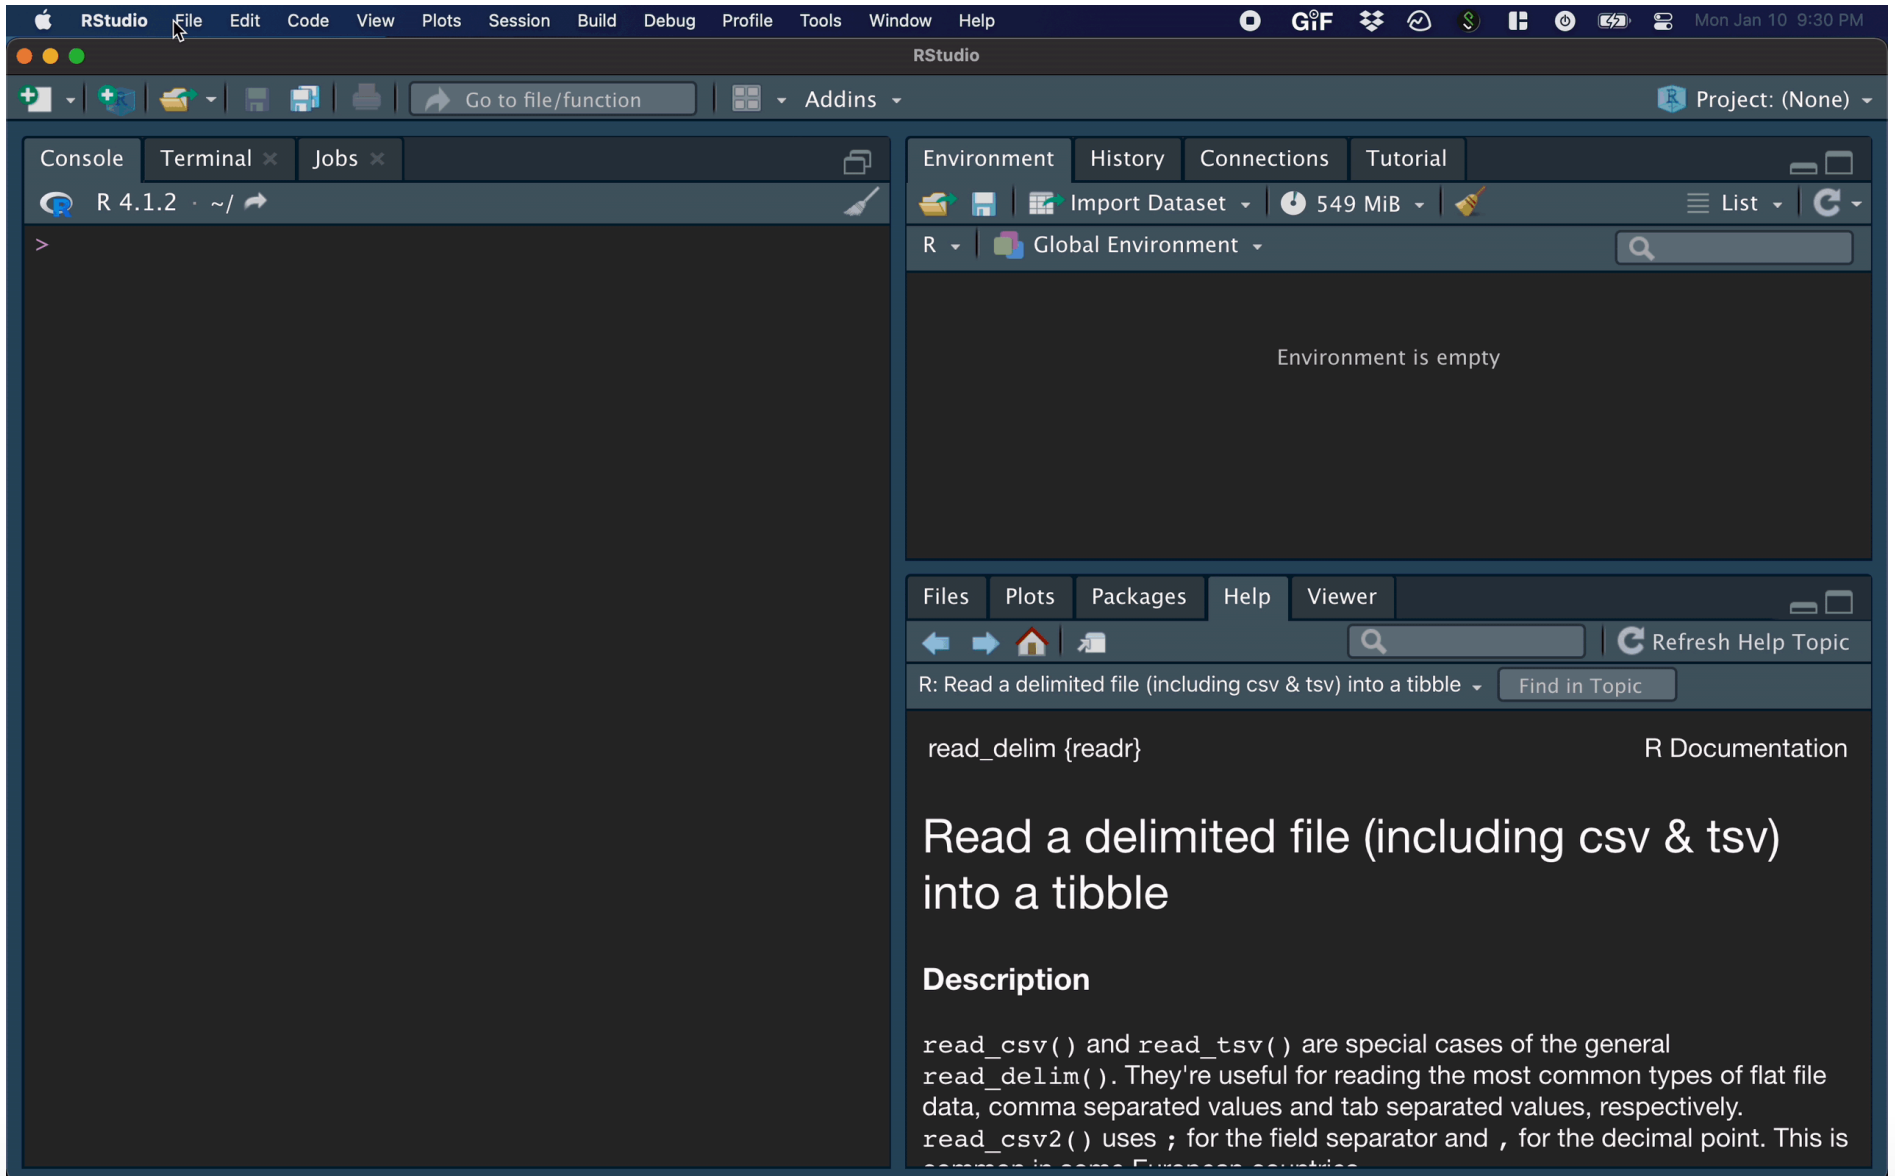 RStudio File Edit Code View Plots Session Build Debug Profile Tools Window Help GIF Mon Jan 10 9:30 PM
RStudio
Go to file/function Addins Project: (None)
Console Terminal Jobs
R 4.1.2 · ~/
>
Environment History Connections Tutorial
Import Dataset 549 MiB List
R Global Environment
Environment is empty
Files Plots Packages Help Viewer
Refresh Help Topic
R: Read a delimited file (including csv & tsv) into a tibble Find in Topic
read_delim {readr} R Documentation
Read a delimited file (including csv & tsv)
into a tibble
Description
read_csv() and read_tsv() are special cases of the general
read_delim(). They're useful for reading the most common types of flat file
data, comma separated values and tab separated values, respectively.
read_csv2() uses ; for the field separator and , for the decimal point. This is
common in some European countries